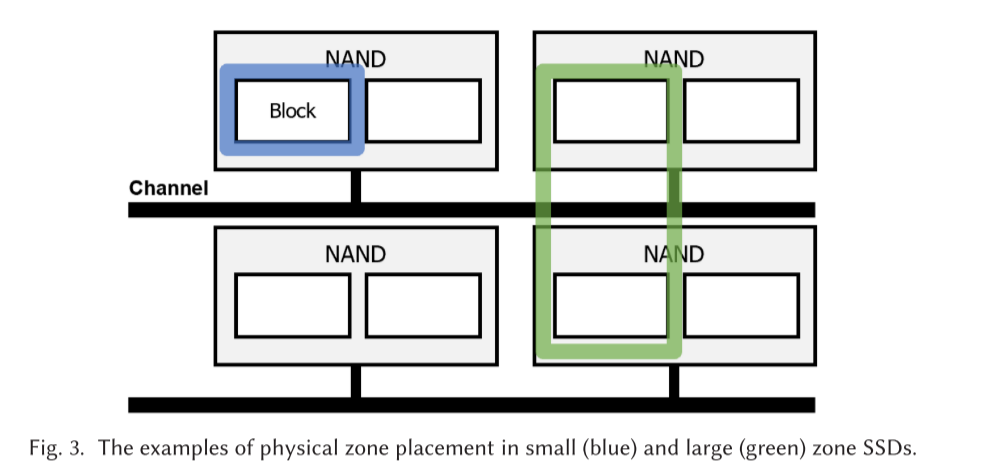 NAND
NAND
Block
Channel
NAND
NAND
Fig. 3. The examples of physical zone placement in small (blue) and large (green) zone SSDs.